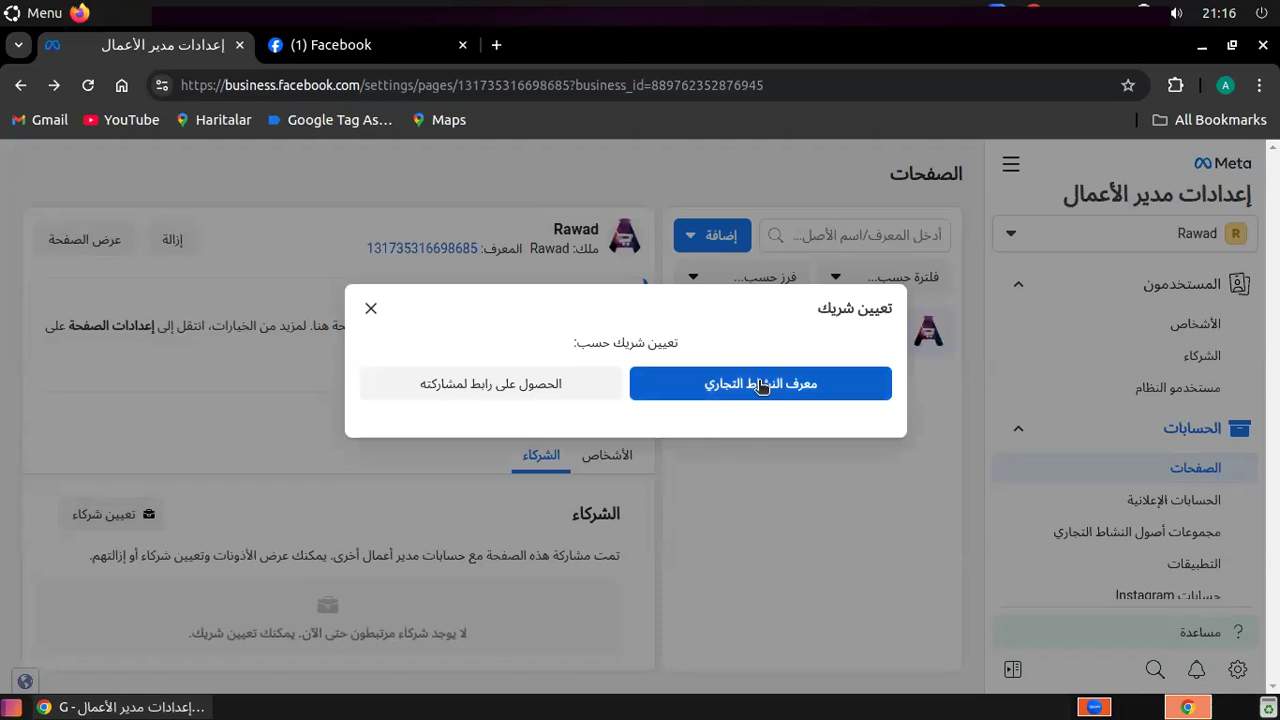 Menu
21:16
إعدادات مدير الأعمال
(1) Facebook
https://business.facebook.com/settings/pages/131735316698685?business_id=889762352876945
A
Gmail
YouTube
Haritalar
Google Tag As...
Maps
All Bookmarks
Meta
إعدادات مدير الأعمال
Rawad
R
المستخدمون
الأشخاص
الشركاء
مستخدمو النظام
الحسابات
الصفحات
الحسابات الإعلانية
مجموعات أصول النشاط التجاري
التطبيقات
حسابات Instagram
مساعدة
الصفحات
أدخل المعرف/اسم الأصل...
إضافة
فلترة حسب...
فرز حسب...
Rawad
ملك: Rawad المعرف: 131735316698685
إزالة
عرض الصفحة
هنا. لمزيد من الخيارات، انتقل إلى إعدادات الصفحة على
تعيين شريك
تعيين شريك حسب:
معرف النشاط التجاري
الحصول على رابط لمشاركته
الأشخاص
الشركاء
الشركاء
تعيين شركاء
تمت مشاركة هذه الصفحة مع حسابات مدير أعمال أخرى. يمكنك عرض الأذونات وتعيين شركاء أو إزالتهم.
لا يوجد شركاء مرتبطون حتى الآن. يمكنك تعيين شريك.
إعدادات مدير الأعمال - G...